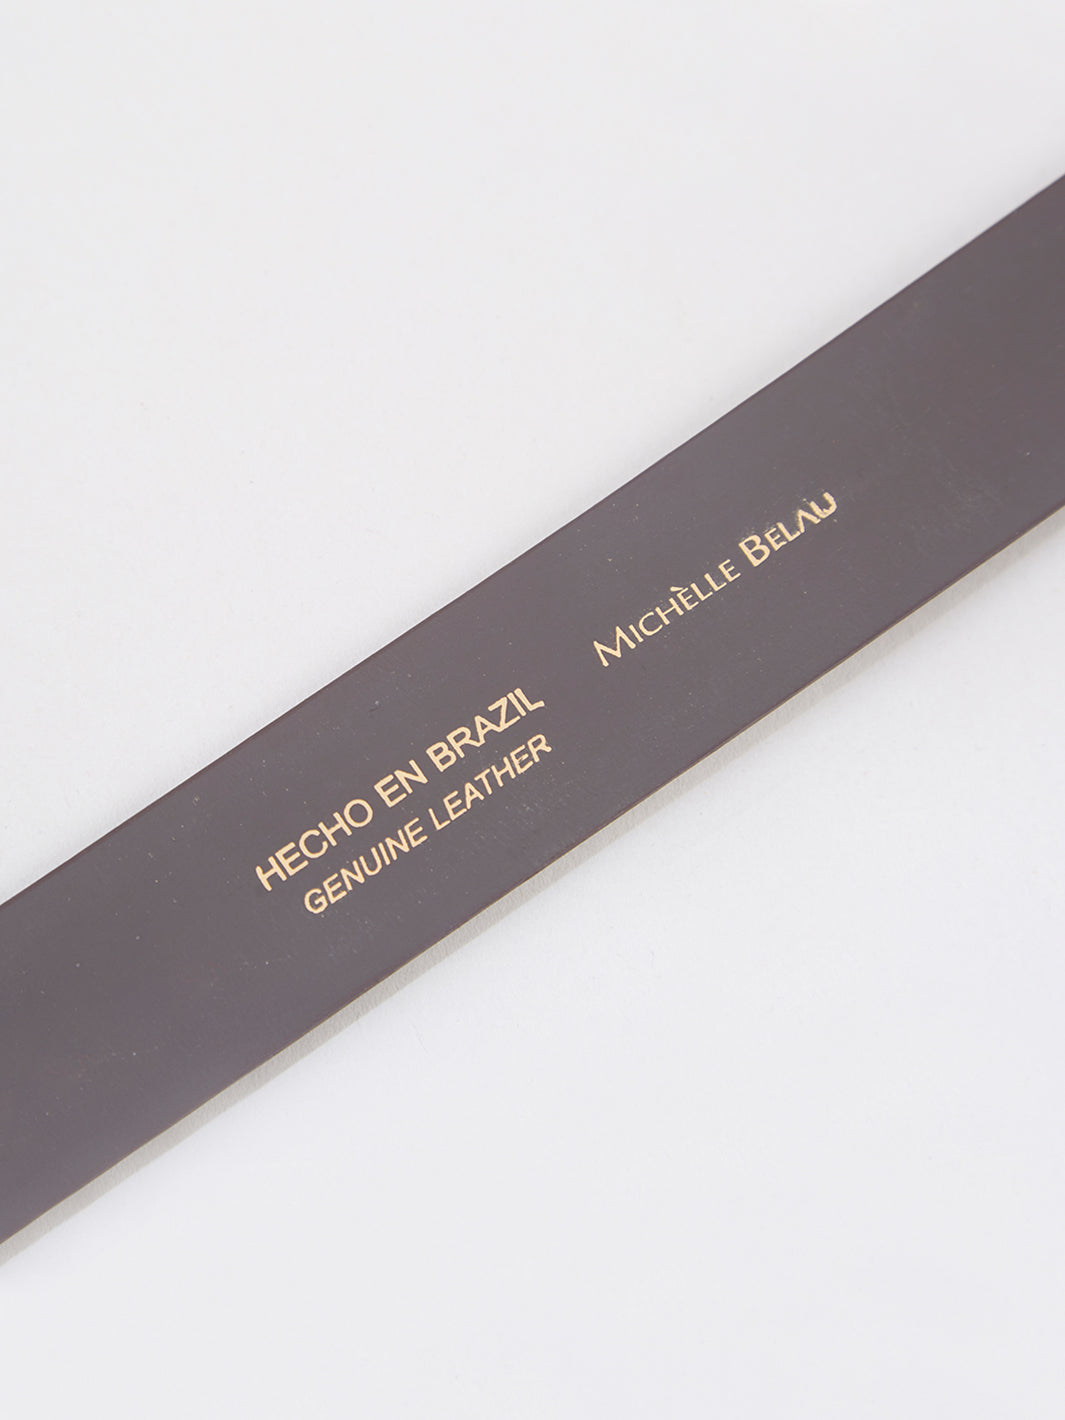 HECHO EN BRAZIL
GENUINE LEATHER
MICHÈLLE BELAU